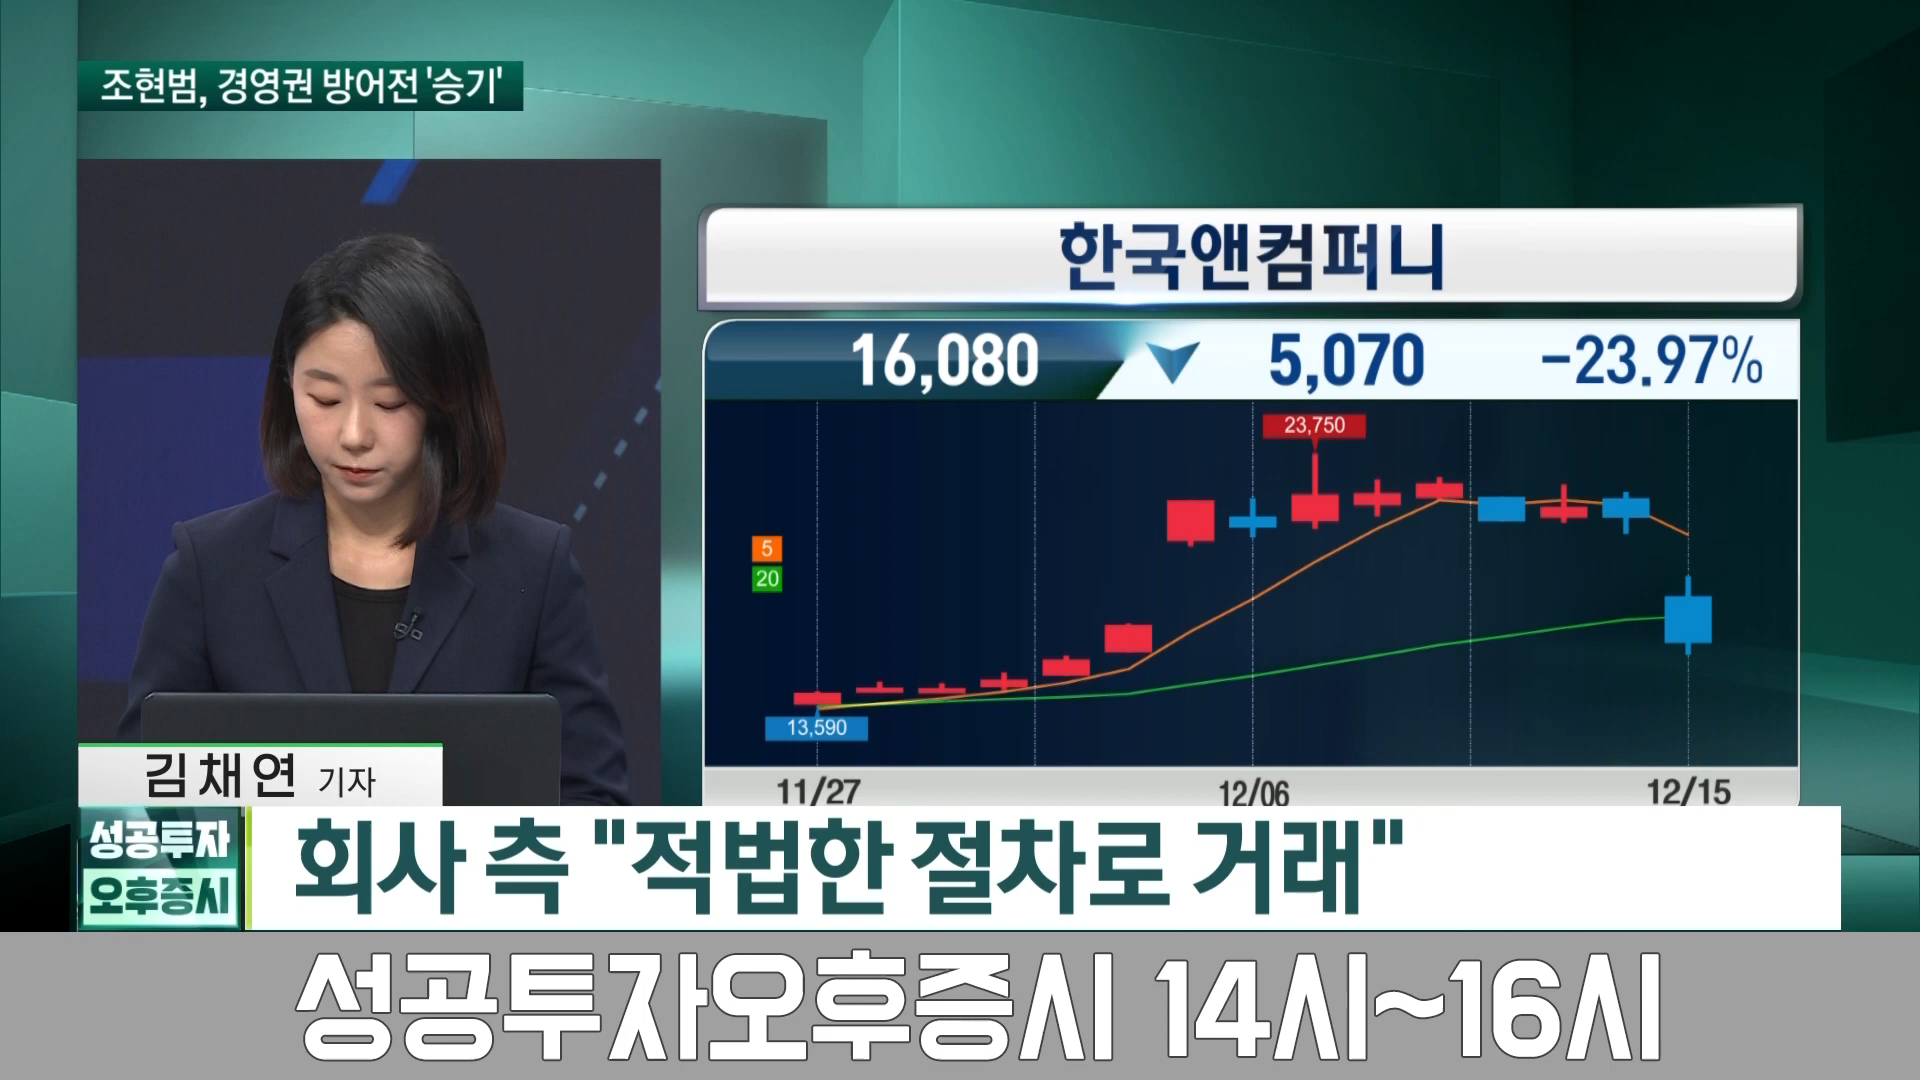 조현범, 경영권 방어전 '승기'
한국앤컴퍼니
16,080 5,070 -23.97%
23,750
5
20
13,590
11/27 12/06 12/15
김채연 기자
성공투자
오후증시
회사 측 "적법한 절차로 거래"
성공투자오후증시 14시~16시